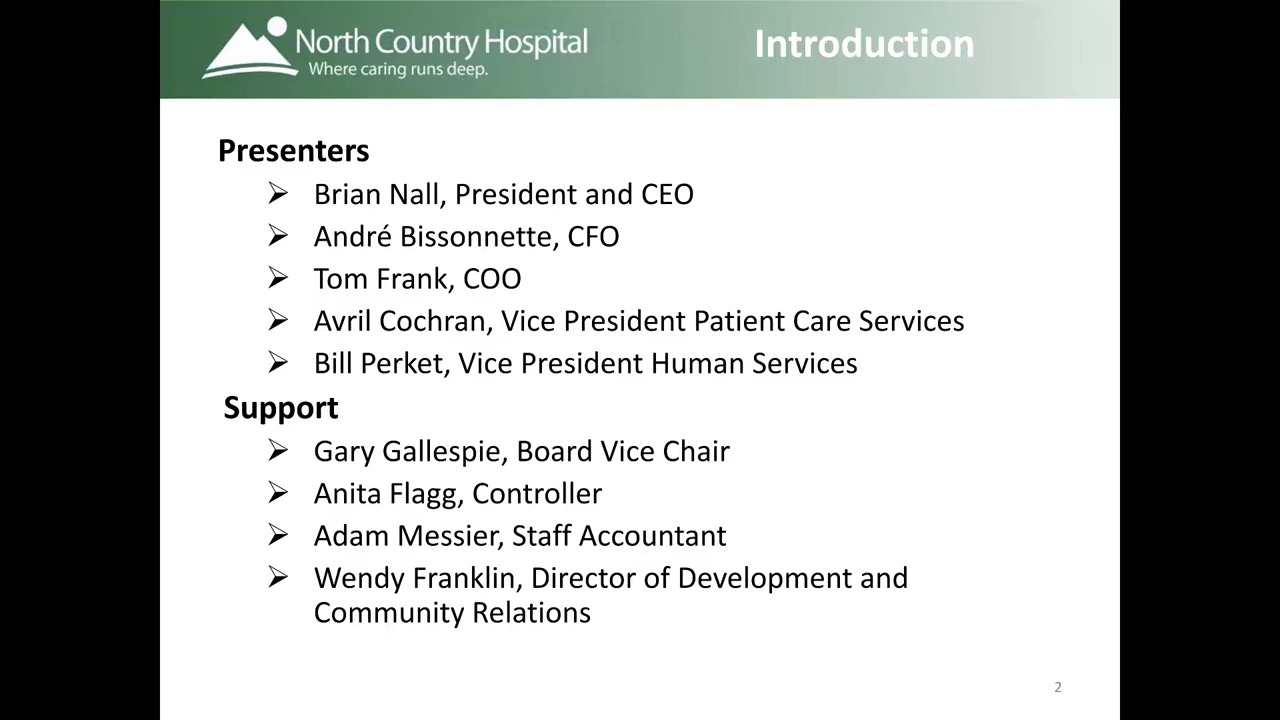 North Country Hospital
Where caring runs deep.
Introduction
Presenters
➢ Brian Nall, President and CEO
➢ André Bissonnette, CFO
➢ Tom Frank, COO
➢ Avril Cochran, Vice President Patient Care Services
➢ Bill Perket, Vice President Human Services
Support
➢ Gary Gallespie, Board Vice Chair
➢ Anita Flagg, Controller
➢ Adam Messier, Staff Accountant
➢ Wendy Franklin, Director of Development and
Community Relations
2